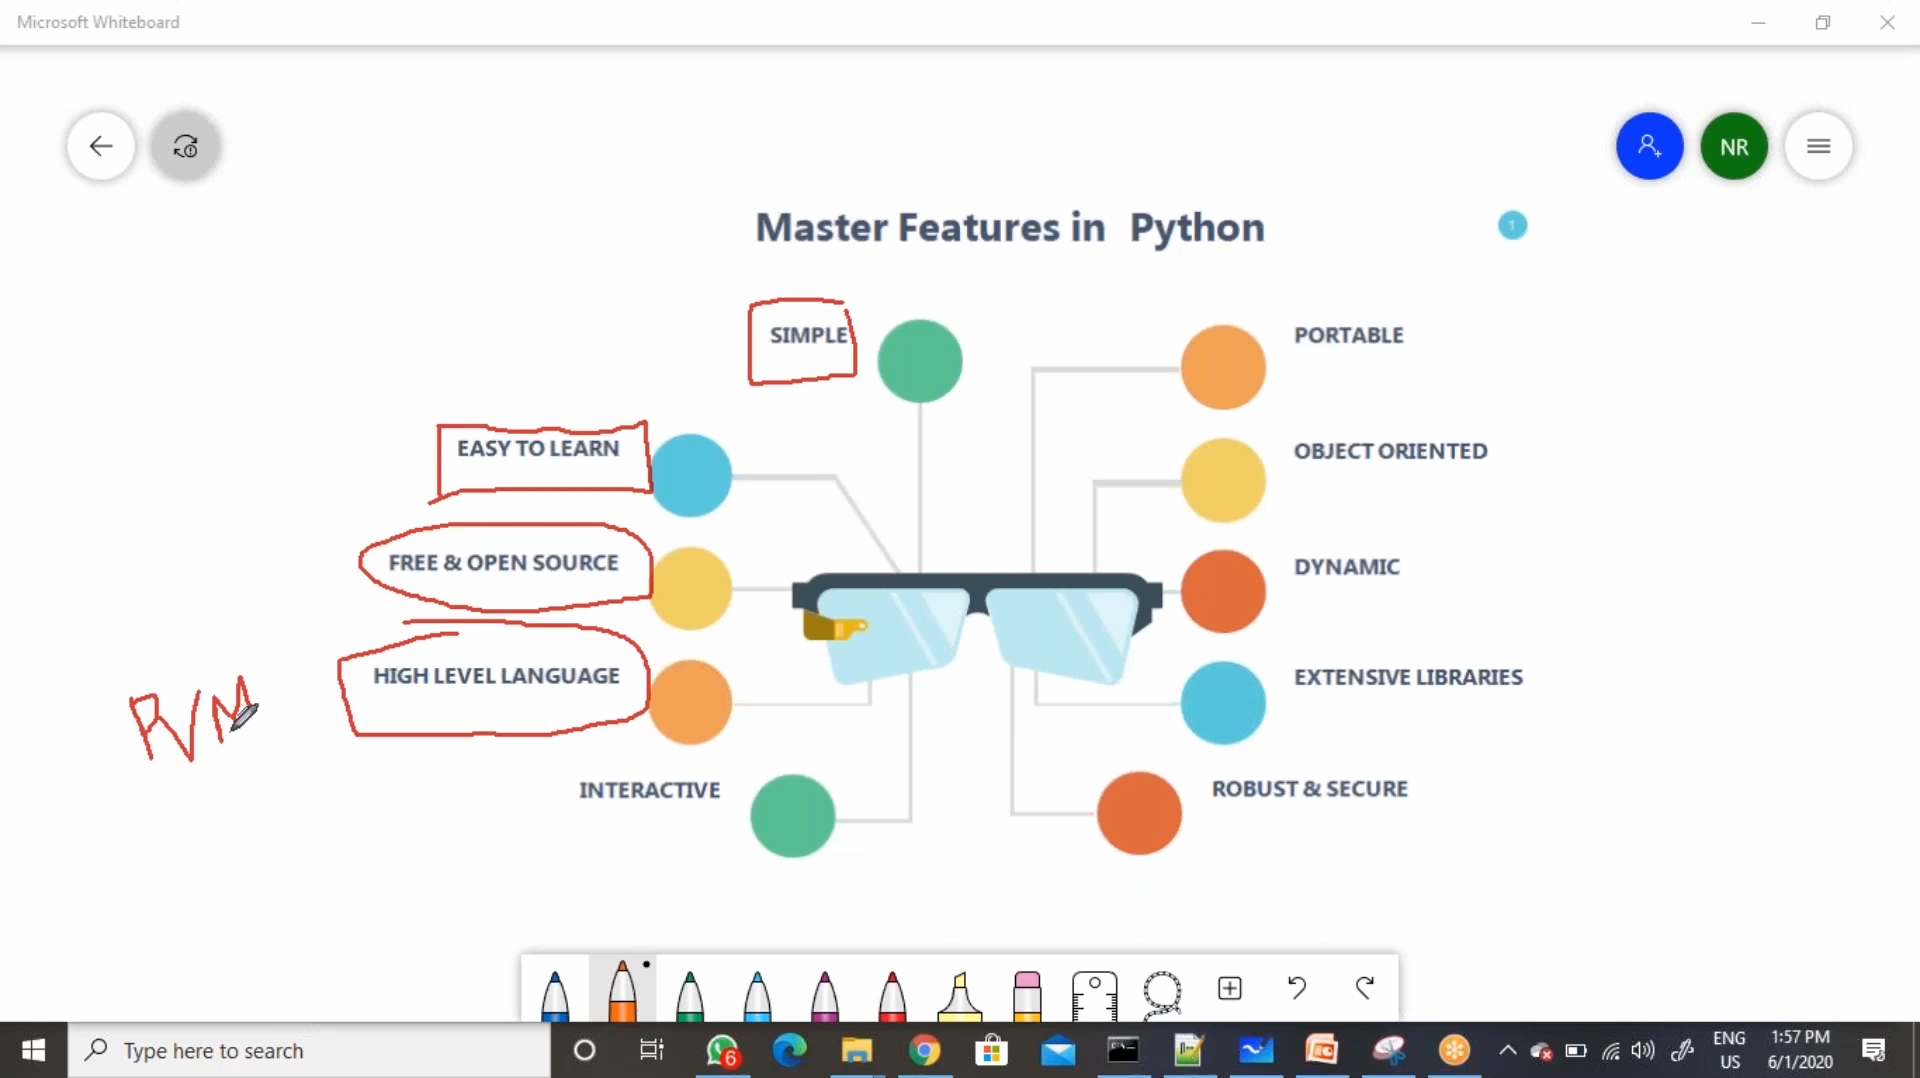 Microsoft Whiteboard
NR
Master Features in Python
1
SIMPLE
PORTABLE
EASY TO LEARN
OBJECT ORIENTED
FREE & OPEN SOURCE
DYNAMIC
HIGH LEVEL LANGUAGE
EXTENSIVE LIBRARIES
PVM
INTERACTIVE
ROBUST & SECURE
Type here to search
6
ENG
US
1:57 PM
6/1/2020